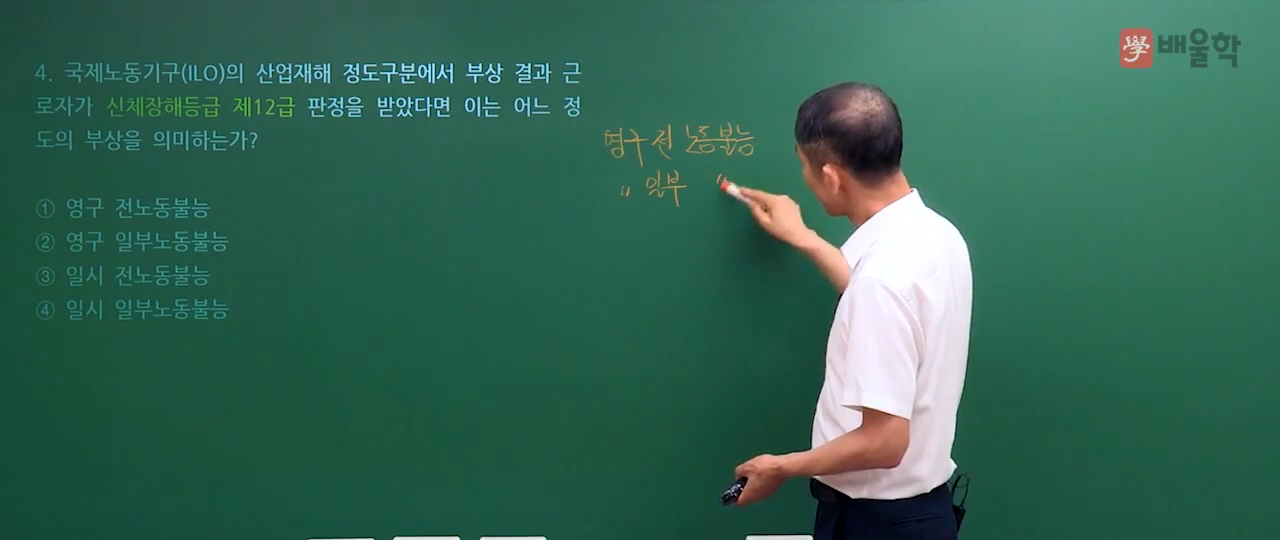 學 배울학
4. 국제노동기구(ILO)의 산업재해 정도구분에서 부상 결과 근
로자가 신체장해등급 제12급 판정을 받았다면 이는 어느 정
도의 부상을 의미하는가?
① 영구 전노동불능
② 영구 일부노동불능
③ 일시 전노동불능
④ 일시 일부노동불능
영구 전 노동불능
〃 일부 〃